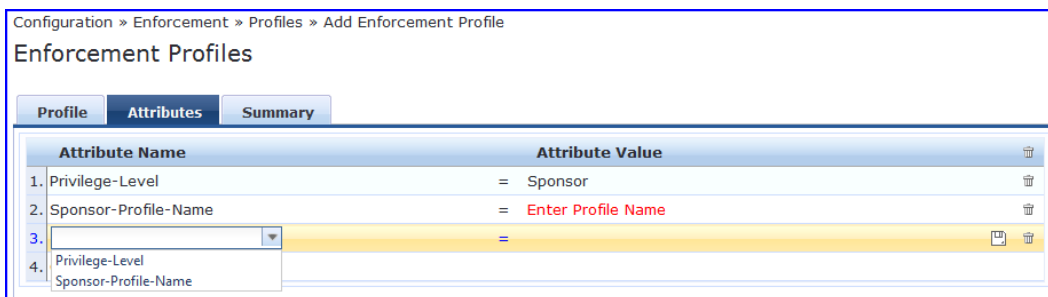 Configuration » Enforcement » Profiles » Add Enforcement Profile
Enforcement Profiles
Profile Attributes Summary
Attribute Name Attribute Value
1. Privilege-Level = Sponsor
2. Sponsor-Profile-Name = Enter Profile Name
3. =
Privilege-Level
4.
Sponsor-Profile-Name